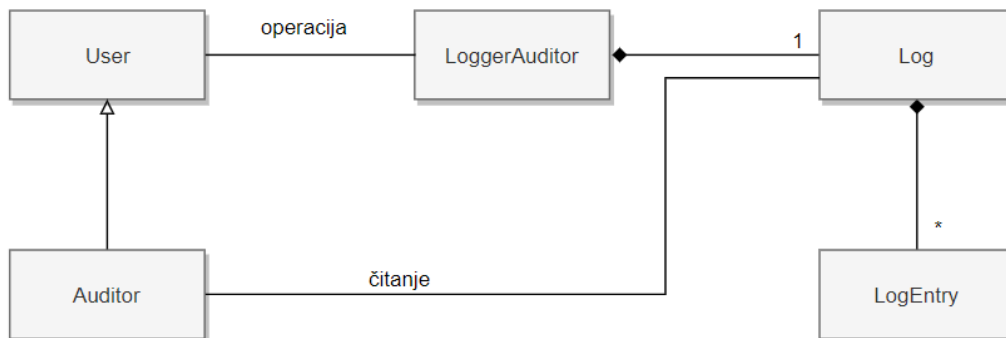 operacija
User
LoggerAuditor
1
Log
*
čitanje
Auditor
LogEntry